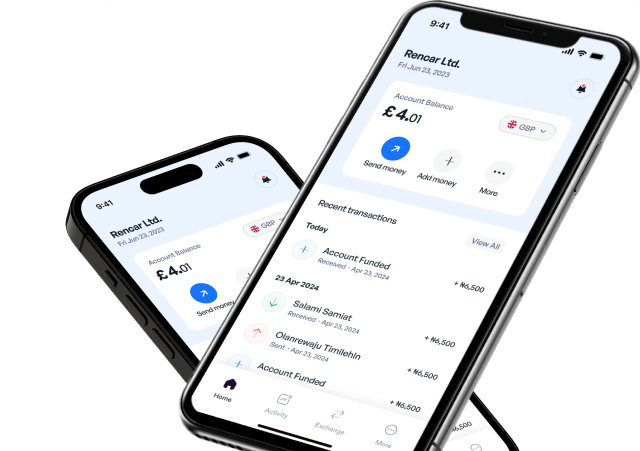 9:41
Rencar Ltd.
Fri Jun 23, 2023
Account Balance
£ 4.01
GBP
Send money
Add money
More
Recent transactions
View All
Today
Account Funded
Received · Apr 23, 2024
+ ₦6,500
23 Apr 2024
Salami Samiat
Received · Apr 23, 2024
+ ₦6,500
Olanrewaju Timilehin
Sent · Apr 23, 2024
+ ₦6,500
Account Funded
+ ₦6,500
Home
Activity
Exchange
More
9:41
Rencar Ltd.
Fri Jun 23, 2023
Account Balance
£ 4.01
GBP
Send money
₦6,500